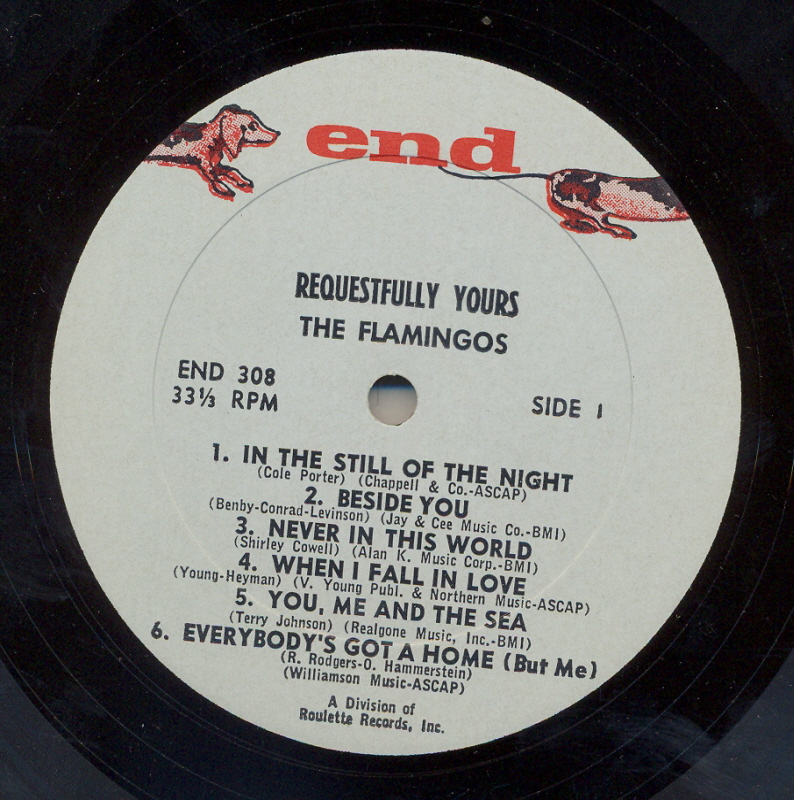 end
REQUESTFULLY YOURS
THE FLAMINGOS
END 308
33⅓ RPM
SIDE 1
1. IN THE STILL OF THE NIGHT
(Cole Porter) (Chappell & Co.-ASCAP)
2. BESIDE YOU
(Benby-Conrad-Levinson) (Jay & Cee Music Co.-BMI)
3. NEVER IN THIS WORLD
(Shirley Cowell) (Alan K. Music Corp.-BMI)
4. WHEN I FALL IN LOVE
(Young-Heyman) (V. Young Publ. & Northern Music-ASCAP)
5. YOU, ME AND THE SEA
(Terry Johnson) (Realgone Music, Inc.-BMI)
6. EVERYBODY'S GOT A HOME (But Me)
(R. Rodgers-O. Hammerstein)
(Williamson Music-ASCAP)
A Division of
Roulette Records, Inc.